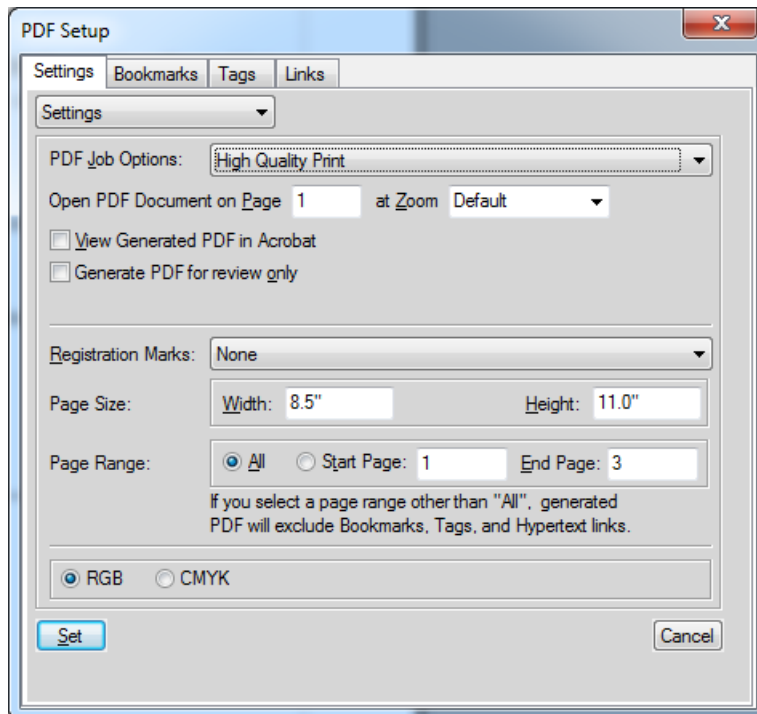 PDF Setup
Settings Bookmarks Tags Links
Settings
PDF Job Options: High Quality Print
Open PDF Document on Page 1 at Zoom Default
View Generated PDF in Acrobat
Generate PDF for review only
Registration Marks: None
Page Size: Width: 8.5" Height: 11.0"
Page Range: All Start Page: 1 End Page: 3
If you select a page range other than "All", generated
PDF will exclude Bookmarks, Tags, and Hypertext links.
RGB CMYK
Set Cancel